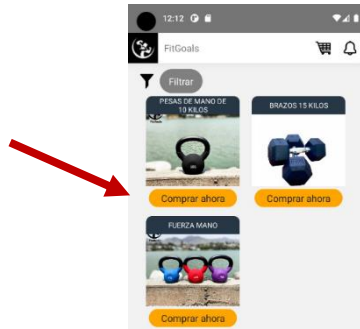 12:12
FitGoals
Filtrar
PESAS DE MANO DE
10 KILOS
BRAZOS 15 KILOS
Comprar ahora
Comprar ahora
FUERZA MANO
Comprar ahora